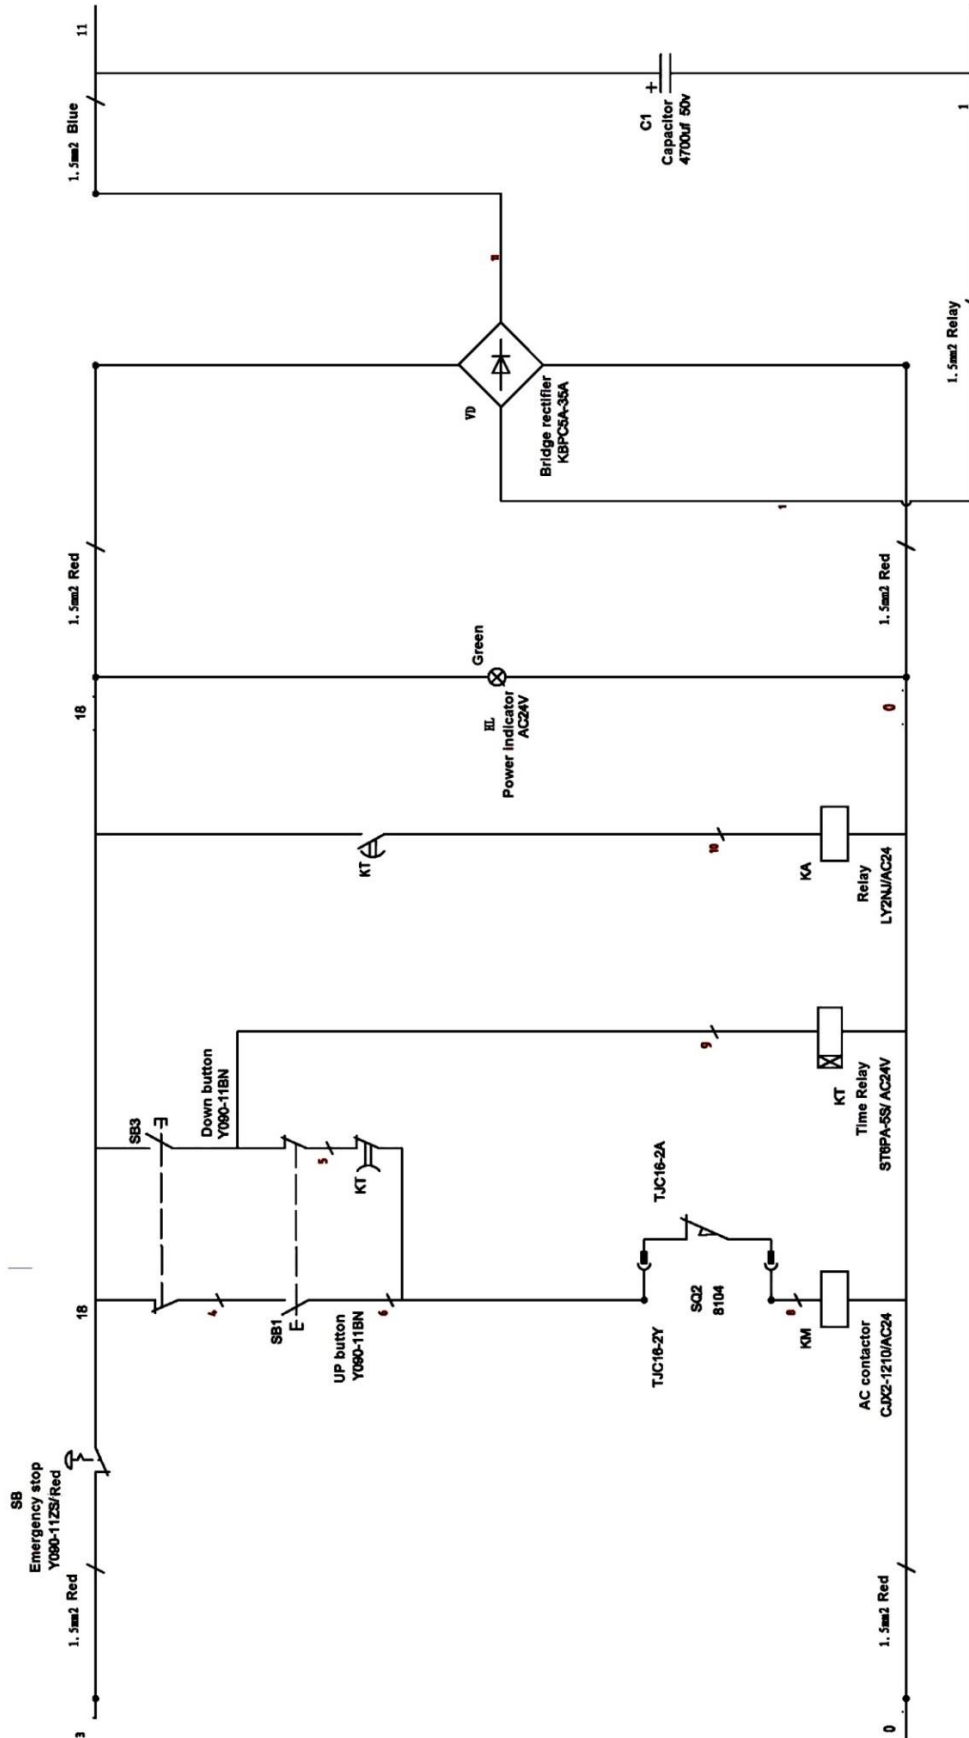 3
1.5mm2 Red
SB
Emergency stop
Y090-11ZS/Red
18
18
1.5mm2 Red
1.5mm2 Blue
11
4
SB1
UP button
Y090-11BN
6
SB3
Down button
Y090-11BN
5
KT
KT
HL
Power indicator
AC24V
Green
VD
Bridge rectifier
KBPC5A-35A
11
1
C1
Capacitor
4700uf 50v
+
TJC16-2Y
TJC16-2A
SQ2
8104
8
KM
AC contactor
CJX2-1210/AC24
9
KT
Time Relay
ST6PA-5S/ AC24V
10
KA
Relay
LY2NJ/AC24
0
1.5mm2 Red
0
1.5mm2 Red
1.5mm2 Relay
1